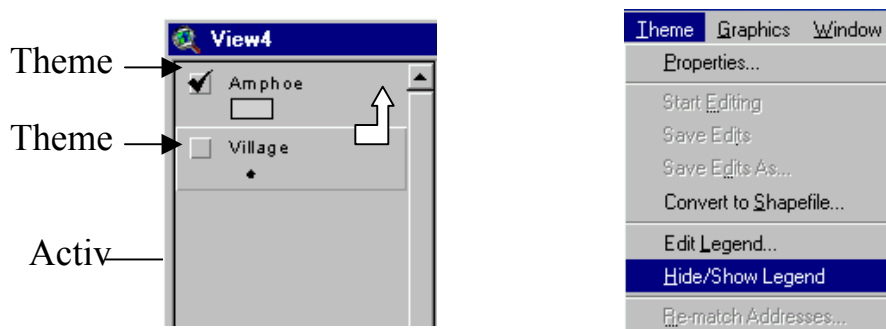 View4
Theme
Amphoe
Theme
Village
Activ
Theme Graphics Window
Properties...
Start Editing
Save Edits
Save Edits As...
Convert to Shapefile...
Edit Legend...
Hide/Show Legend
Re-match Addresses...